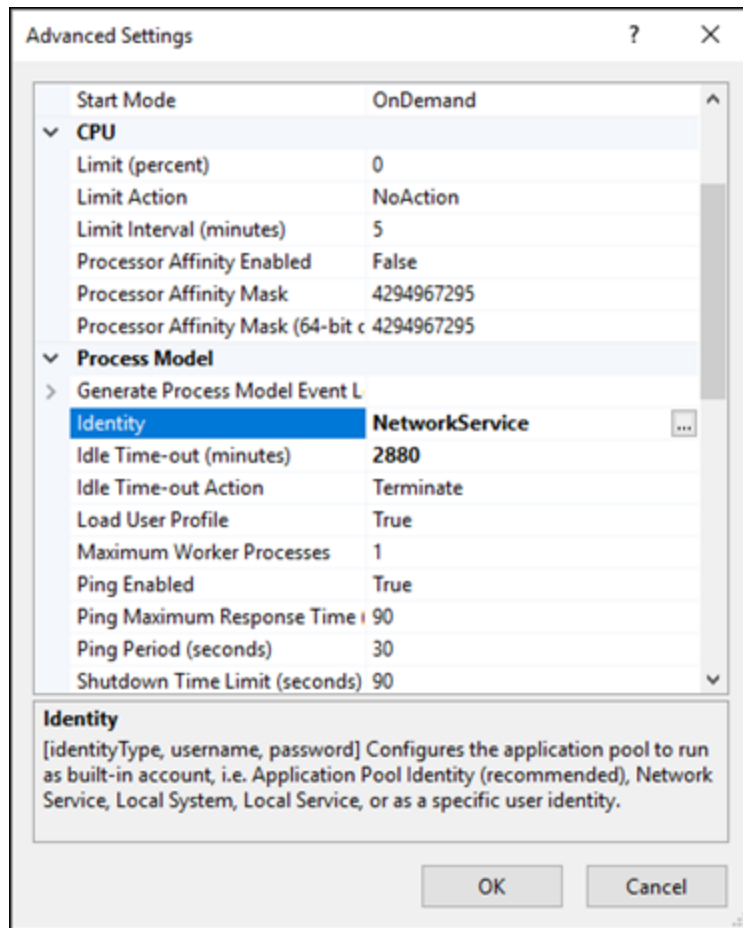 Advanced Settings ? ×
Start Mode OnDemand
CPU
Limit (percent) 0
Limit Action NoAction
Limit Interval (minutes) 5
Processor Affinity Enabled False
Processor Affinity Mask 4294967295
Processor Affinity Mask (64-bit c 4294967295
Process Model
Generate Process Model Event L
Identity NetworkService ...
Idle Time-out (minutes) 2880
Idle Time-out Action Terminate
Load User Profile True
Maximum Worker Processes 1
Ping Enabled True
Ping Maximum Response Time ( 90
Ping Period (seconds) 30
Shutdown Time Limit (seconds) 90
Identity
[identityType, username, password] Configures the application pool to run
as built-in account, i.e. Application Pool Identity (recommended), Network
Service, Local System, Local Service, or as a specific user identity.
OK Cancel